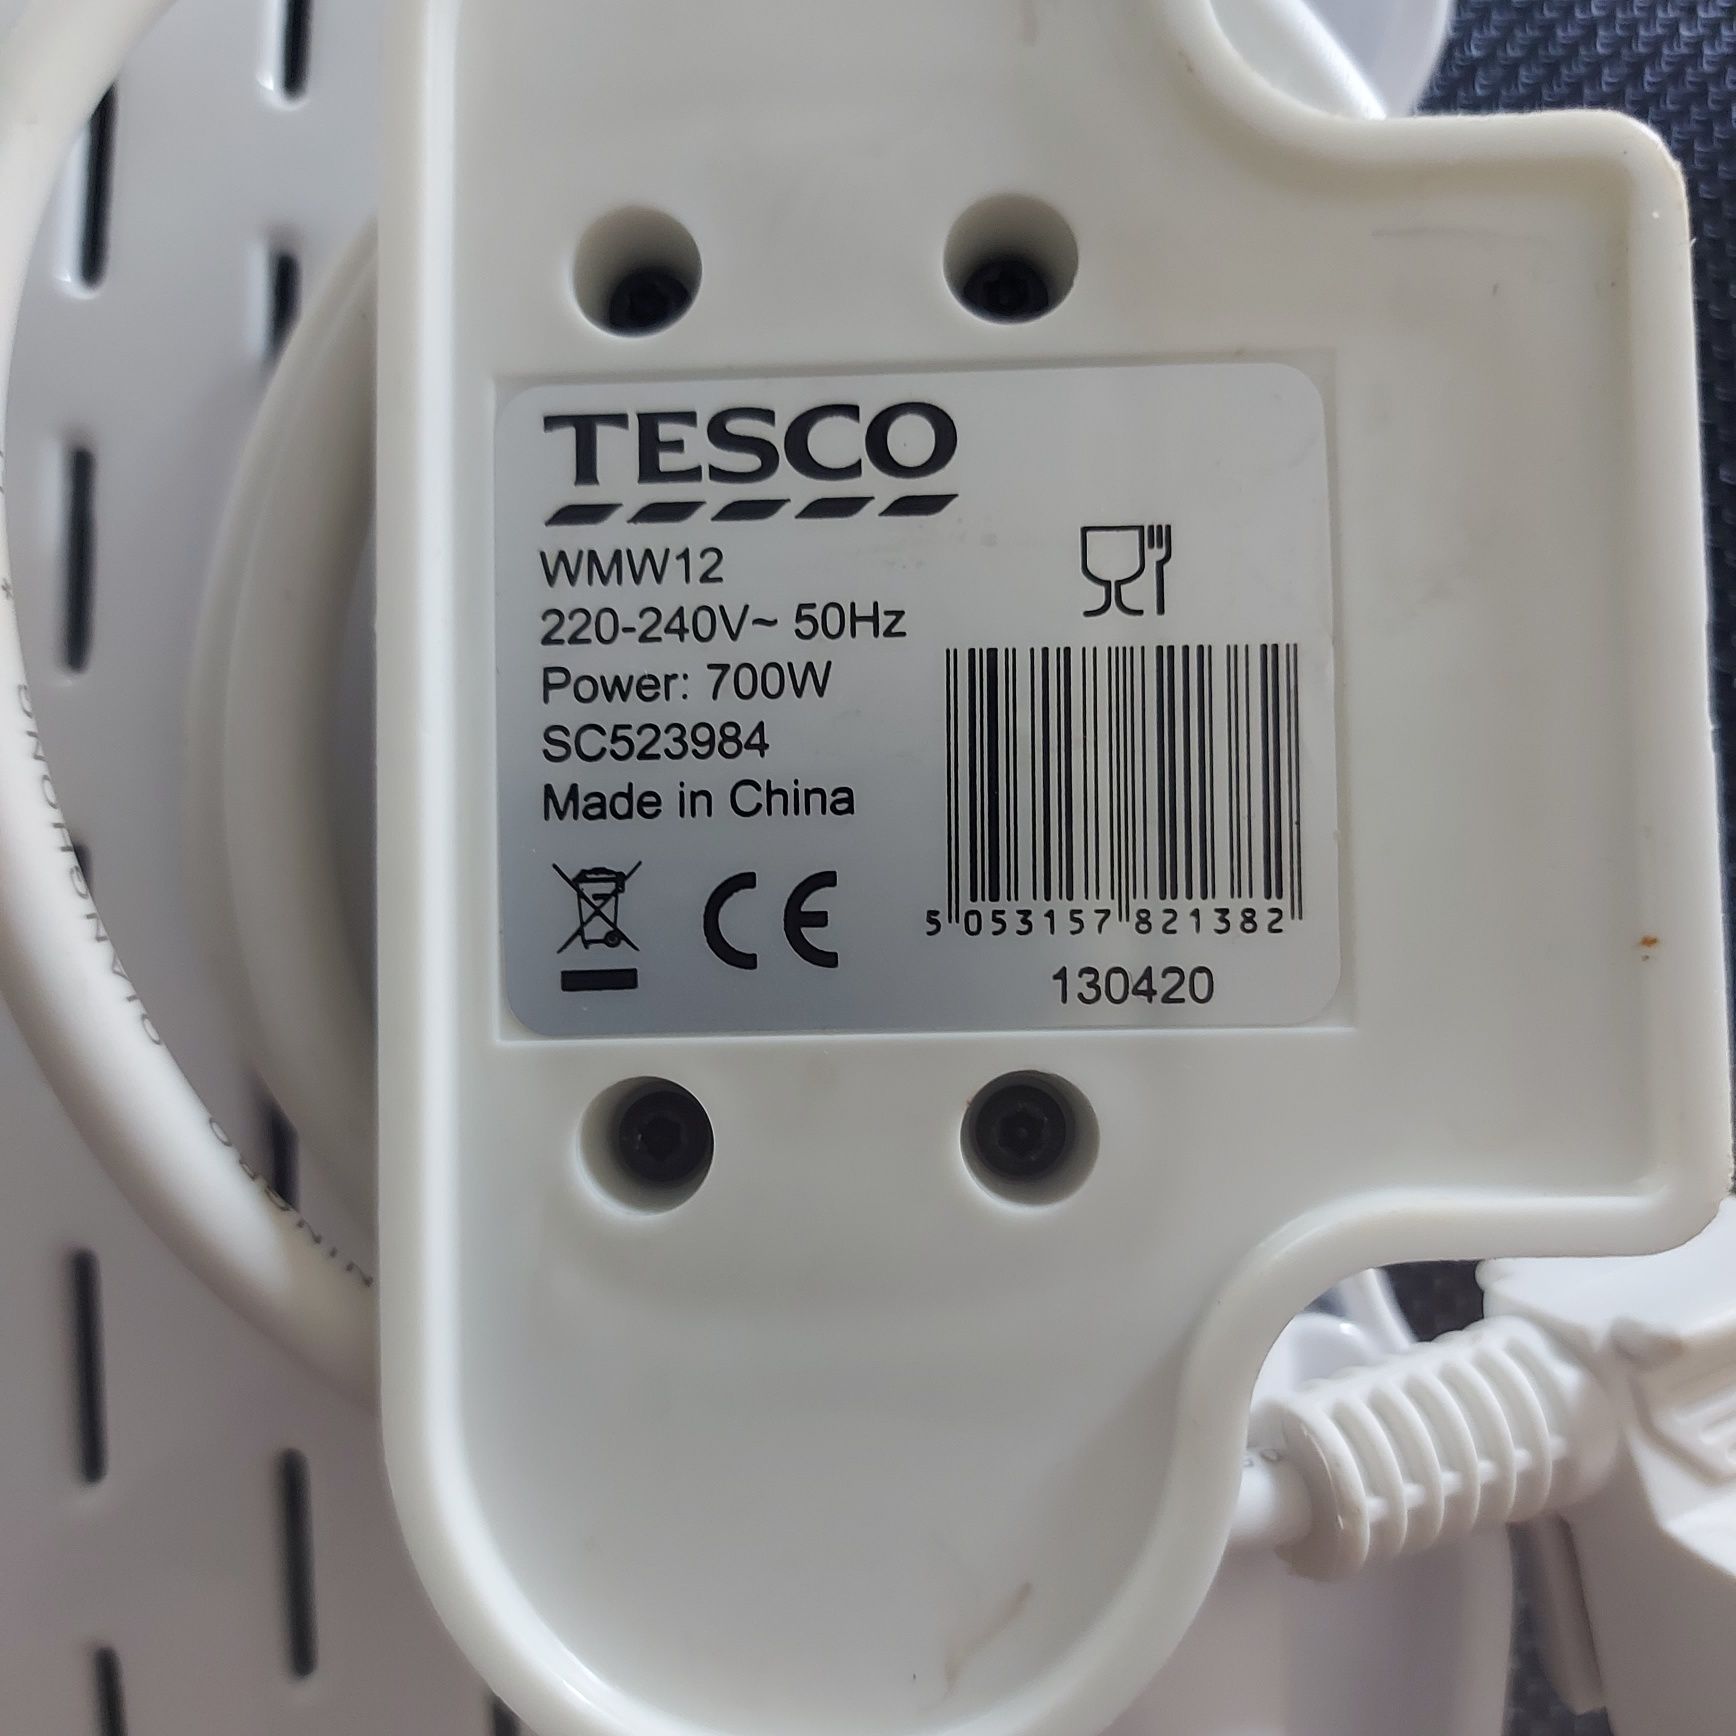 TESCO
WMW12
220-240V~ 50Hz
Power: 700W
SC523984
Made in China
CE
5 053157 821382
130420